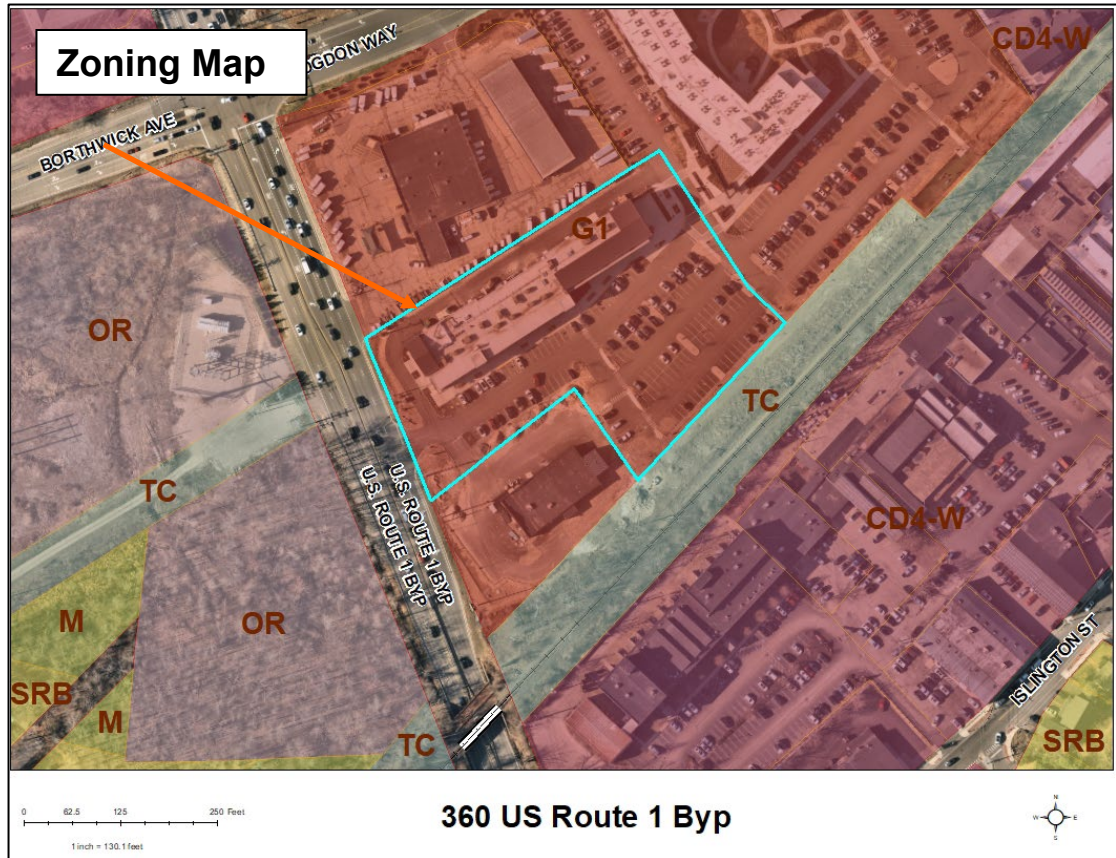 CD4-W
Zoning Map
OGDON WAY
BORTHWICK AVE
G1
OR
TC
TC
U.S. ROUTE 1 BYP
U.S. ROUTE 1 BYP
CD4-W
M
OR
SRB
M
ISLINGTON ST
TC
SRB
0 62.5 125 250 Feet
1 inch = 130.1 feet
360 US Route 1 Byp
N
W E
S